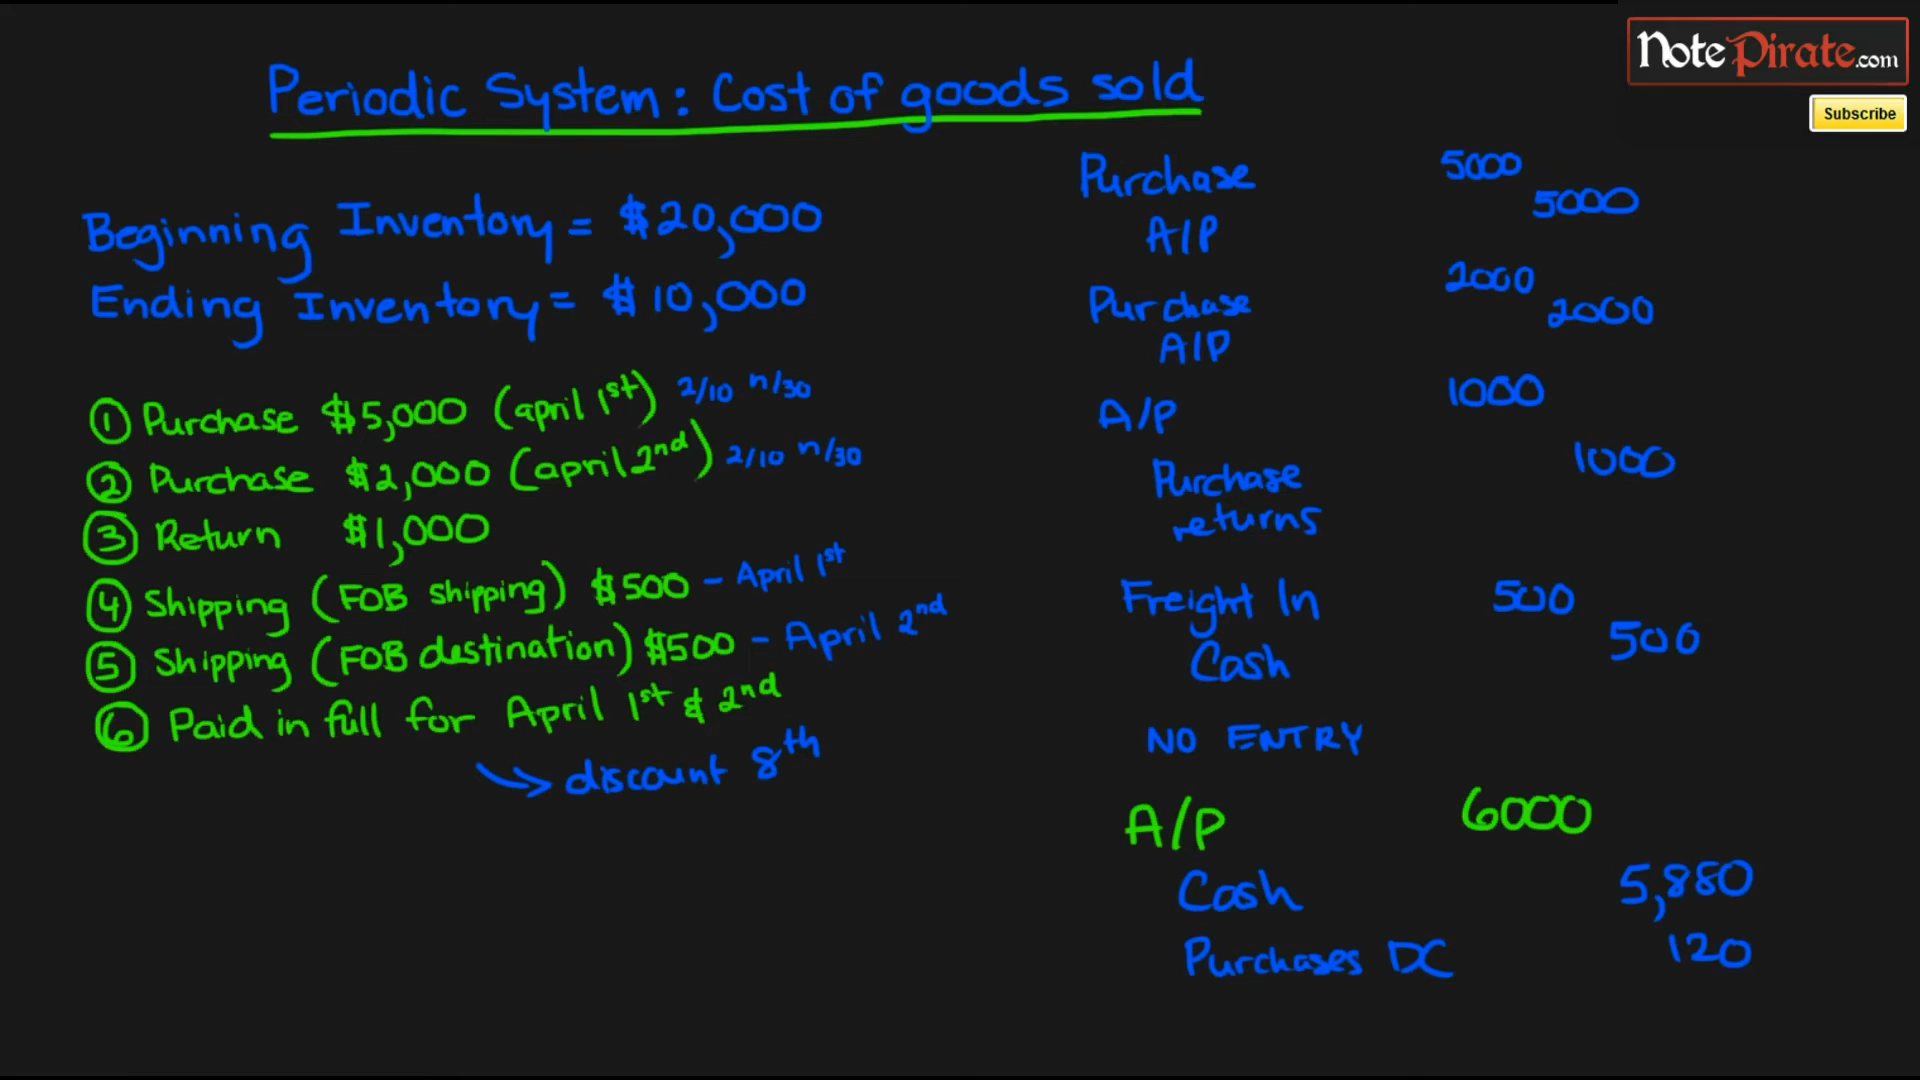 NotePirate.com
Subscribe
Periodic System: Cost of goods sold
Beginning Inventory = $20,000
Ending Inventory = $10,000
① Purchase $5,000 (april 1st) 2/10 n/30
② Purchase $2,000 (april 2nd) 2/10 n/30
③ Return $1,000
④ Shipping (FOB shipping) $500 - April 1st
⑤ Shipping (FOB destination) $500 - April 2nd
⑥ Paid in full for April 1st & 2nd
→ discount 8th
Purchase 5000
A/P 5000
Purchase 2000
A/P 2000
A/P 1000
Purchase returns 1000
Freight In 500
Cash 500
NO ENTRY
A/P 6000
Cash 5,880
Purchases DC 120